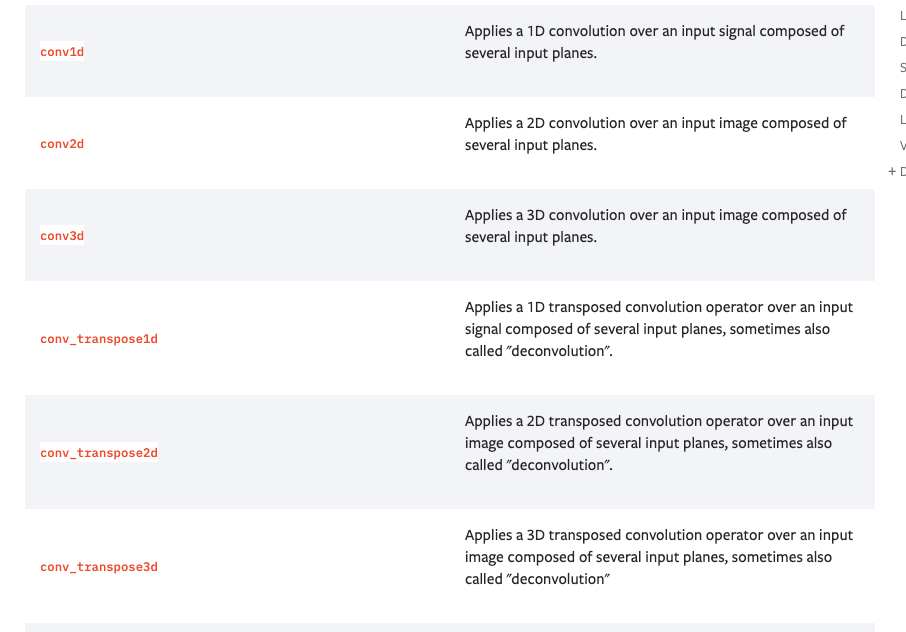 conv1d
Applies a 1D convolution over an input signal composed of
several input planes.
conv2d
Applies a 2D convolution over an input image composed of
several input planes.
conv3d
Applies a 3D convolution over an input image composed of
several input planes.
conv_transpose1d
Applies a 1D transposed convolution operator over an input
signal composed of several input planes, sometimes also
called "deconvolution".
conv_transpose2d
Applies a 2D transposed convolution operator over an input
image composed of several input planes, sometimes also
called "deconvolution".
conv_transpose3d
Applies a 3D transposed convolution operator over an input
image composed of several input planes, sometimes also
called "deconvolution"